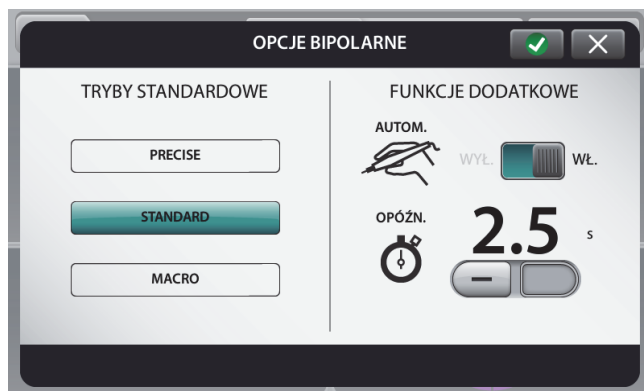 OPCJE BIPOLARNE
TRYBY STANDARDOWE
PRECISE
STANDARD
MACRO
FUNKCJE DODATKOWE
AUTOM.
WYŁ. WŁ.
OPÓŹN.
2.5 s